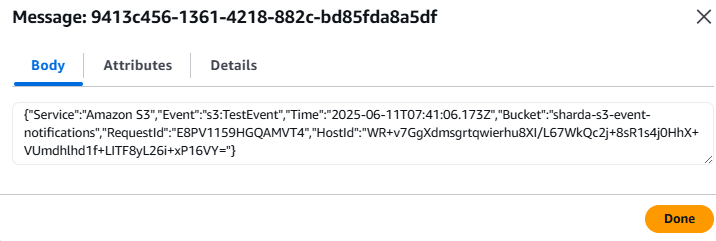 Message: 9413c456-1361-4218-882c-bd85fda8a5df
Body
Attributes
Details
{"Service":"Amazon S3","Event":"s3:TestEvent","Time":"2025-06-11T07:41:06.173Z","Bucket":"sharda-s3-event-
notifications","RequestId":"E8PV1159HGQAMVT4","HostId":"WR+v7GgXdmsgrtqwierhu8XI/L67WkQc2j+8sR1s4j0HhX+
VUmdhlhd1f+LITF8yL26i+xP16VY="}
Done